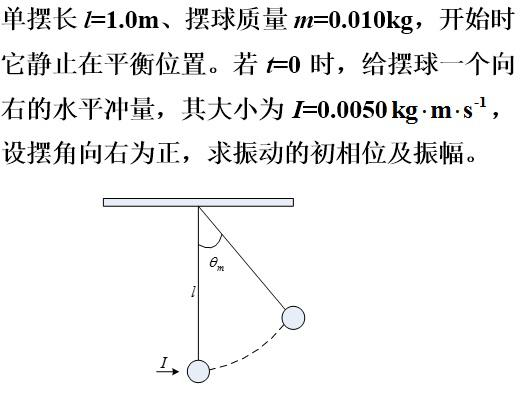 单摆长 l=1.0m、摆球质量 m=0.010kg，开始时
它静止在平衡位置。若 t=0 时，给摆球一个向
右的水平冲量，其大小为 I=0.0050 kg·m·s⁻¹，
设摆角向右为正，求振动的初相位及振幅。
θm
l
I